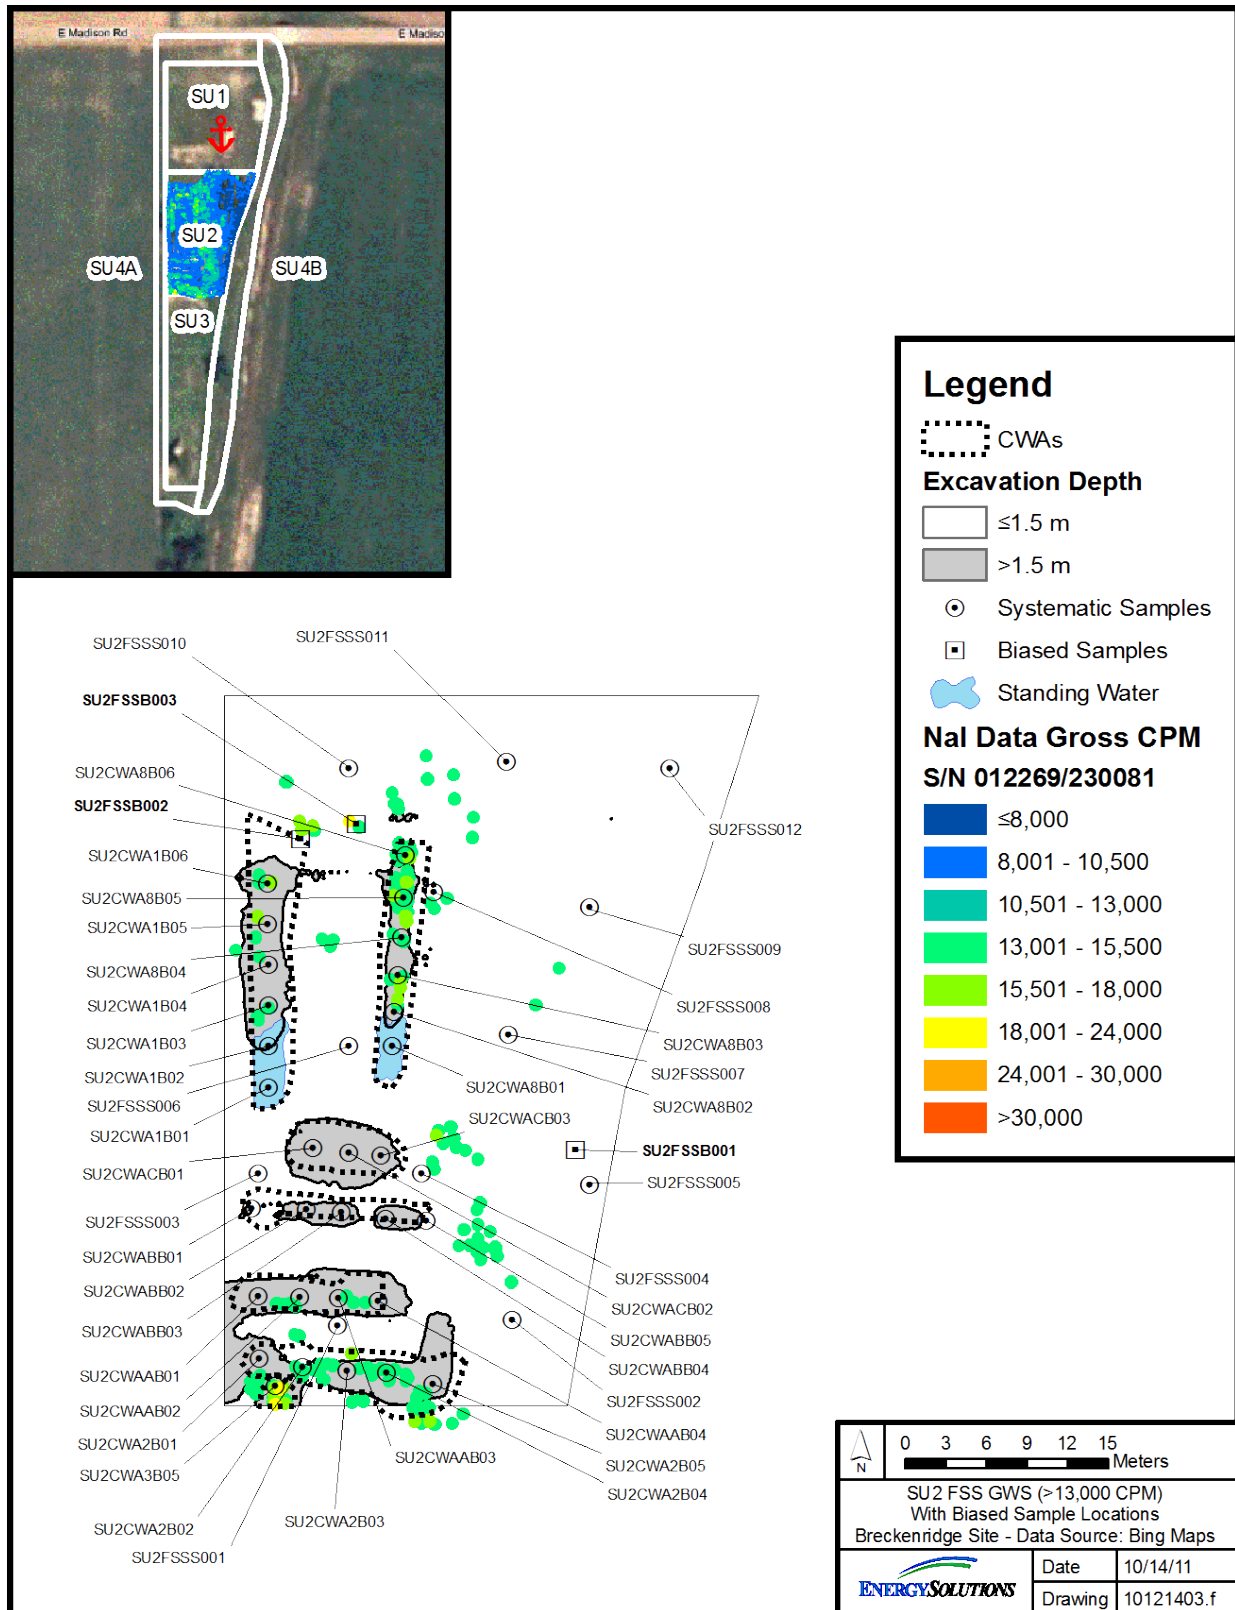 E Madison Rd
E Madiso
SU1
SU2
SU4A
SU4B
SU3
Legend
CWAs
Excavation Depth
≤1.5 m
>1.5 m
Systematic Samples
Biased Samples
Standing Water
NaI Data Gross CPM
S/N 012269/230081
≤8,000
8,001 - 10,500
10,501 - 13,000
13,001 - 15,500
15,501 - 18,000
18,001 - 24,000
24,001 - 30,000
>30,000
SU2FSSS010
SU2FSSS011
SU2FSSB003
SU2CWA8B06
SU2FSSB002
SU2FSSS012
SU2CWA1B06
SU2CWA8B05
SU2CWA1B05
SU2FSSS009
SU2CWA8B04
SU2CWA1B04
SU2FSSS008
SU2CWA1B03
SU2CWA8B03
SU2CWA1B02
SU2FSSS007
SU2CWA8B01
SU2FSSS006
SU2CWA8B02
SU2CWACB03
SU2CWA1B01
SU2FSSB001
SU2CWACB01
SU2FSSS005
SU2FSSS003
SU2CWABB01
SU2FSSS004
SU2CWABB02
SU2CWACB02
SU2CWABB03
SU2CWABB05
SU2CWAAB01
SU2CWABB04
SU2CWAAB02
SU2FSSS002
SU2CWA2B01
SU2CWAAB04
SU2CWAAB03
SU2CWA2B05
SU2CWA3B05
SU2CWA2B04
SU2CWA2B03
SU2CWA2B02
SU2FSSS001
N
0 3 6 9 12 15
Meters
SU2 FSS GWS (>13,000 CPM)
With Biased Sample Locations
Breckenridge Site - Data Source: Bing Maps
ENERGYSOLUTIONS
Date 10/14/11
Drawing 10121403.f